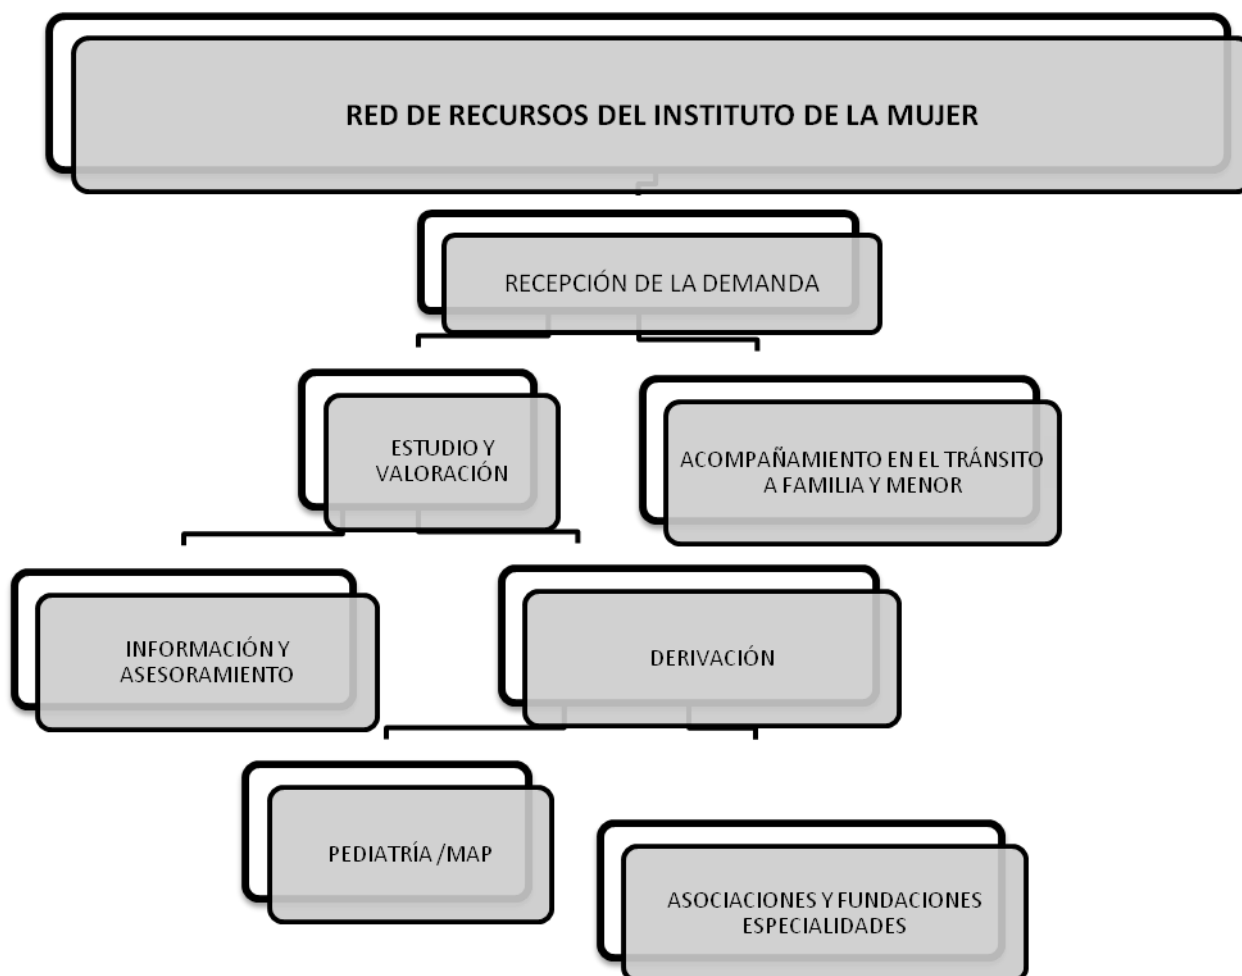 RED DE RECURSOS DEL INSTITUTO DE LA MUJER
RECEPCIÓN DE LA DEMANDA
ESTUDIO Y
VALORACIÓN
ACOMPAÑAMIENTO EN EL TRÁNSITO
A FAMILIA Y MENOR
INFORMACIÓN Y
ASESORAMIENTO
DERIVACIÓN
PEDIATRÍA /MAP
ASOCIACIONES Y FUNDACIONES
ESPECIALIDADES